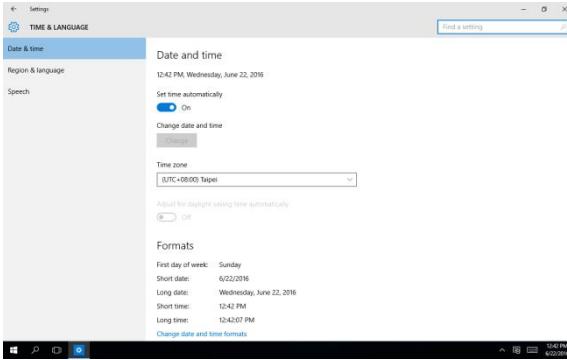 Settings
TIME & LANGUAGE
Find a setting
Date & time
Region & language
Speech
Date and time
12:42 PM, Wednesday, June 22, 2016
Set time automatically
On
Change date and time
Change
Time zone
(UTC+08:00) Taipei
Adjust for daylight saving time automatically
Off
Formats
First day of week: Sunday
Short date: 6/22/2016
Long date: Wednesday, June 22, 2016
Short time: 12:42 PM
Long time: 12:42:07 PM
Change date and time formats
12:42 PM
6/22/2016